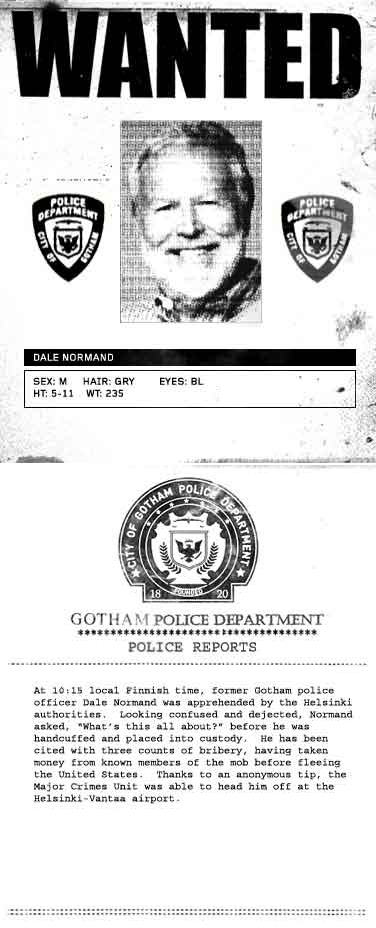 WANTED
POLICE
DEPARTMENT
CITY OF GOTHAM
POLICE
DEPARTMENT
CITY OF GOTHAM
DALE NORMAND
SEX: M HAIR: GRY EYES: BL
HT: 5-11 WT: 235
CITY OF GOTHAM POLICE DEPARTMENT
FOUNDED
18 20
GOTHAM POLICE DEPARTMENT
************************************
POLICE REPORTS
At 10:15 local Finnish time, former Gotham police
officer Dale Normand was apprehended by the Helsinki
authorities. Looking confused and dejected, Normand
asked, "What's this all about?" before he was
handcuffed and placed into custody. He has been
cited with three counts of bribery, having taken
money from known members of the mob before fleeing
the United States. Thanks to an anonymous tip, the
Major Crimes Unit was able to head him off at the
Helsinki-Vantaa airport.